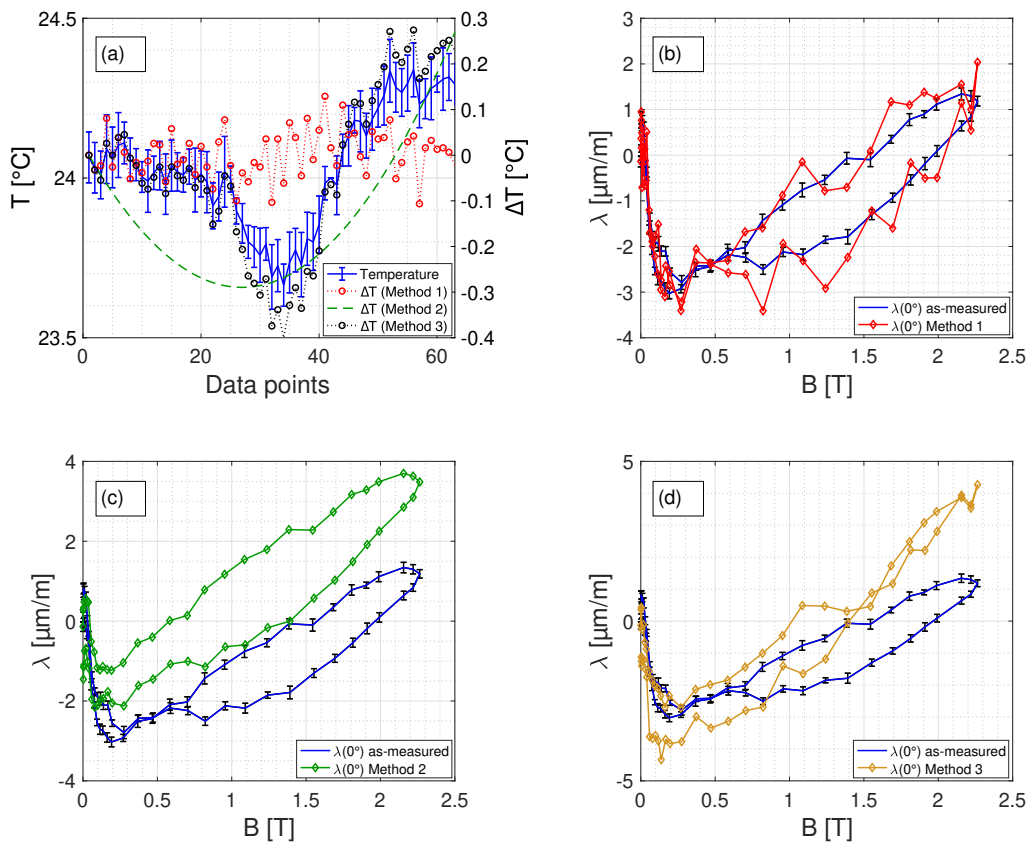 (a)
24.5
24
23.5
T [°C]
0.3
0.2
0.1
0
-0.1
-0.2
-0.3
-0.4
ΔT [°C]
Temperature
ΔT (Method 1)
ΔT (Method 2)
ΔT (Method 3)
0 20 40 60
Data points
(b)
3
2
1
0
-1
-2
-3
-4
λ [μm/m]
λ(0°) as-measured
λ(0°) Method 1
0 0.5 1 1.5 2 2.5
B [T]
(c)
4
2
0
-2
-4
λ [μm/m]
λ(0°) as-measured
λ(0°) Method 2
0 0.5 1 1.5 2 2.5
B [T]
(d)
5
0
-5
λ [μm/m]
λ(0°) as-measured
λ(0°) Method 3
0 0.5 1 1.5 2 2.5
B [T]